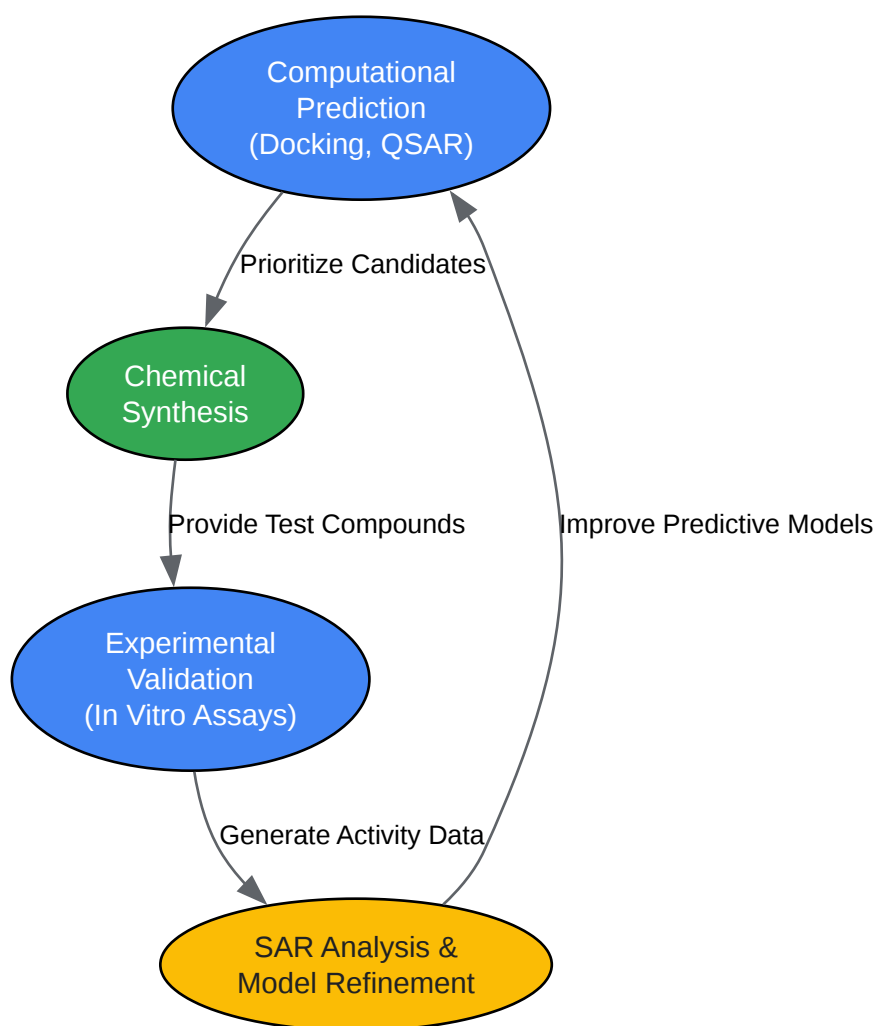 Computational
Prediction
(Docking, QSAR)
Prioritize Candidates
Chemical
Synthesis
Provide Test Compounds
Improve Predictive Models
Experimental
Validation
(In Vitro Assays)
Generate Activity Data
SAR Analysis &
Model Refinement